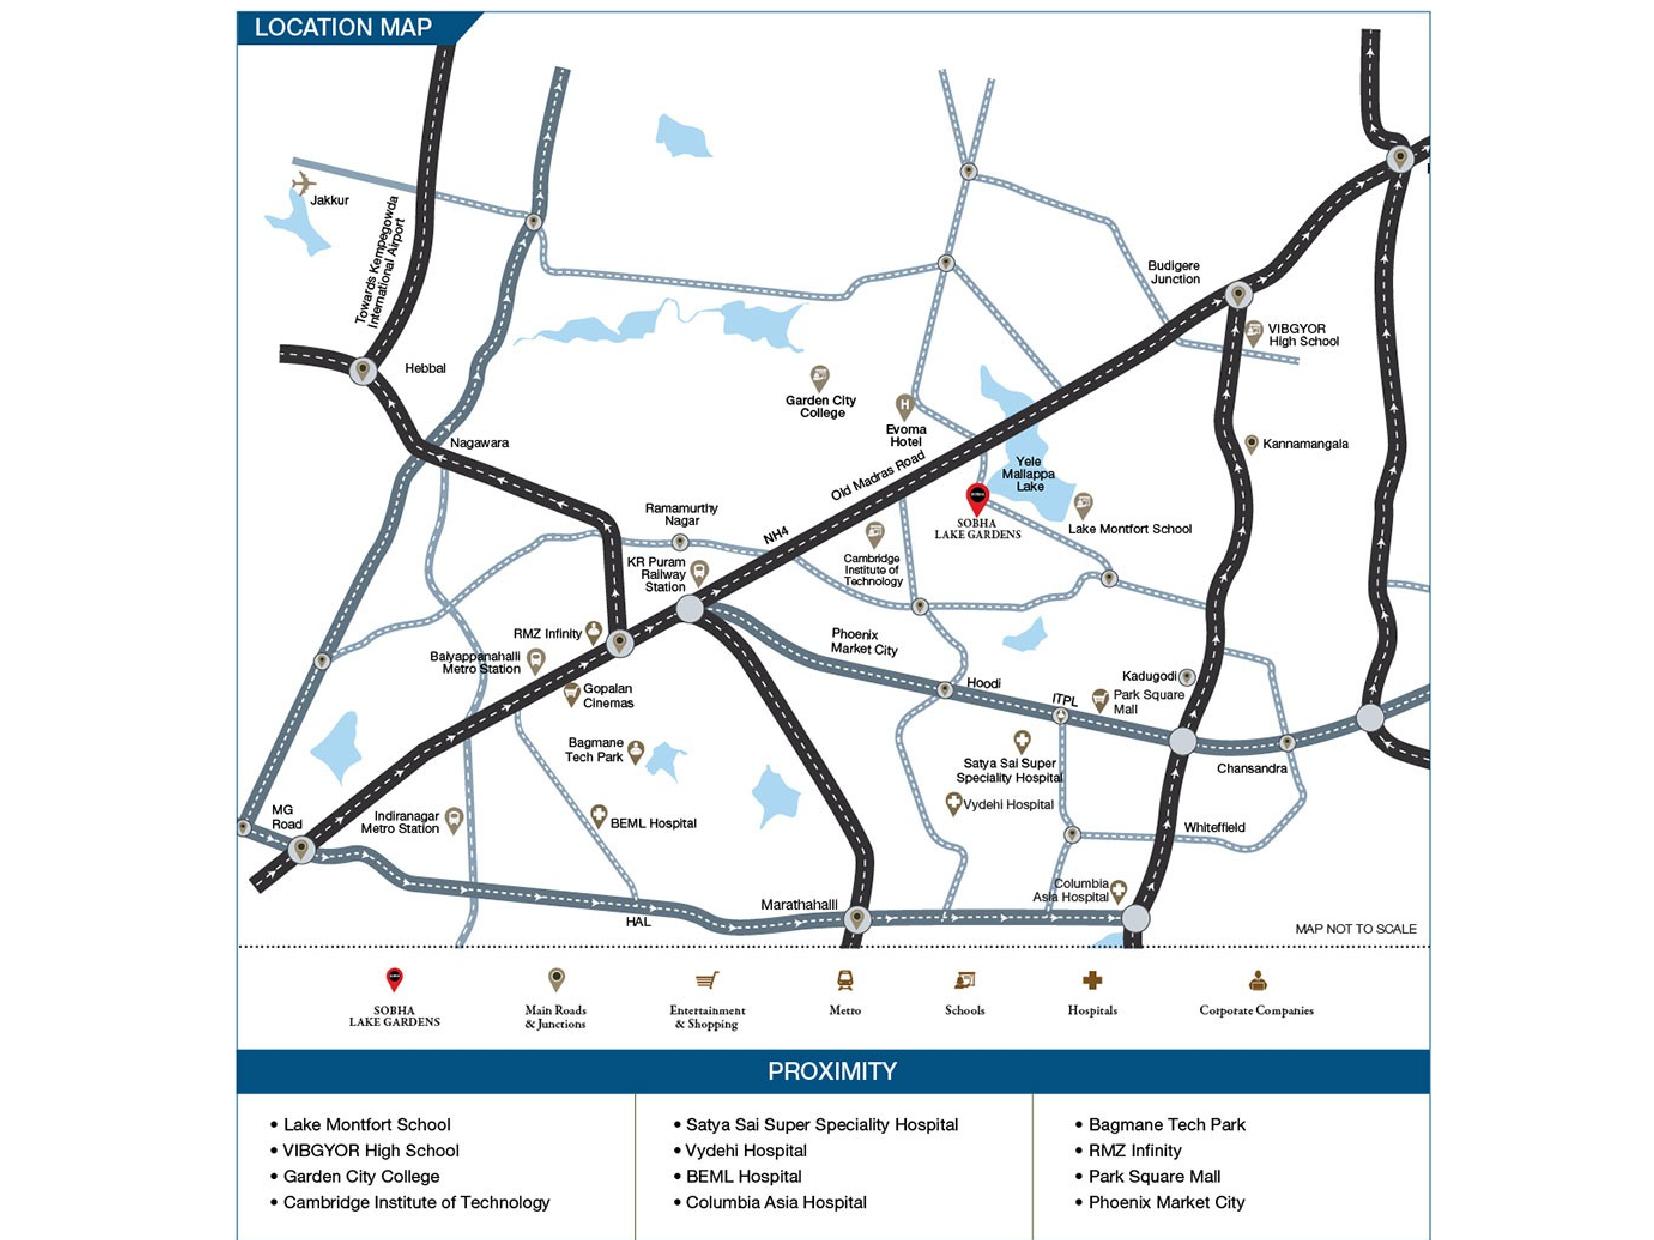 LOCATION MAP
Jakkur
Towards Kempegowda
International Airport
Budigere
Junction
VIBGYOR
High School
Hebbal
Garden City
College
Evoma
Hotel
Nagawara
Kannamangala
Old Madras Road
Yele
Mallappa
Lake
Ramamurthy
Nagar
SOBHA
LAKE GARDENS
Lake Montfort School
NH4
KR Puram
Railway
Station
Cambridge
Institute of
Technology
RMZ Infinity
Phoenix
Market City
Baiyappanahalli
Metro Station
Kadugodi
Hoodi
Gopalan
Cinemas
ITPL
Park Square
Mall
Bagmane
Tech Park
Satya Sai Super
Speciality Hospital
Chansandra
MG
Road
Indiranagar
Metro Station
BEML Hospital
Vydehi Hospital
Whiteffield
Marathahalli
Columbia
Asia Hospital
HAL
MAP NOT TO SCALE
SOBHA
LAKE GARDENS
Main Roads
& Junctions
Entertainment
& Shopping
Metro
Schools
Hospitals
Corporate Companies
PROXIMITY
• Lake Montfort School
• VIBGYOR High School
• Garden City College
• Cambridge Institute of Technology
• Satya Sai Super Speciality Hospital
• Vydehi Hospital
• BEML Hospital
• Columbia Asia Hospital
• Bagmane Tech Park
• RMZ Infinity
• Park Square Mall
• Phoenix Market City